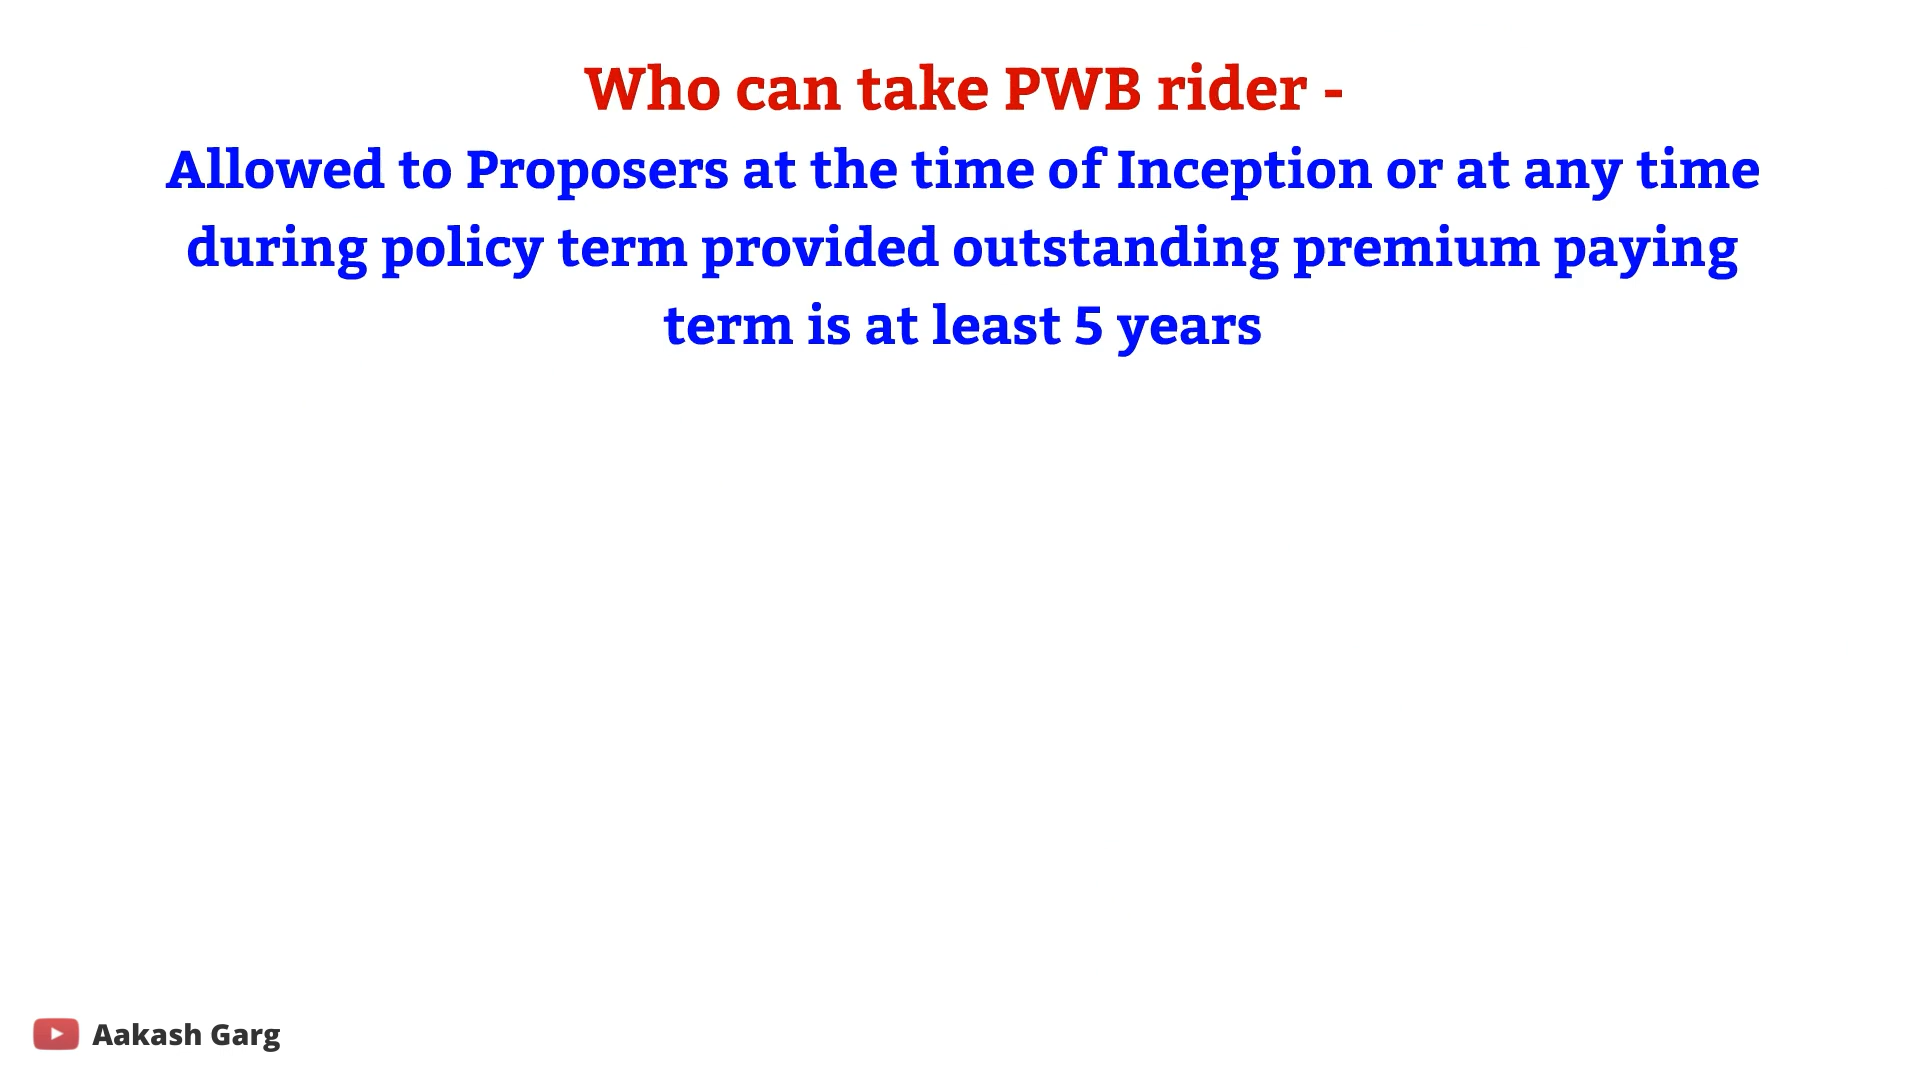 Who can take PWB rider -
Allowed to Proposers at the time of Inception or at any time
during policy term provided outstanding premium paying
term is at least 5 years
Aakash Garg